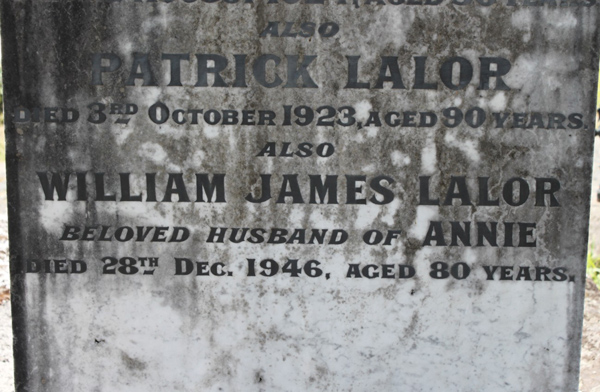 ALSO
PATRICK LALOR
DIED 3RD OCTOBER 1923, AGED 90 YEARS.
ALSO
WILLIAM JAMES LALOR
BELOVED HUSBAND OF ANNIE
DIED 28TH DEC. 1946, AGED 80 YEARS.